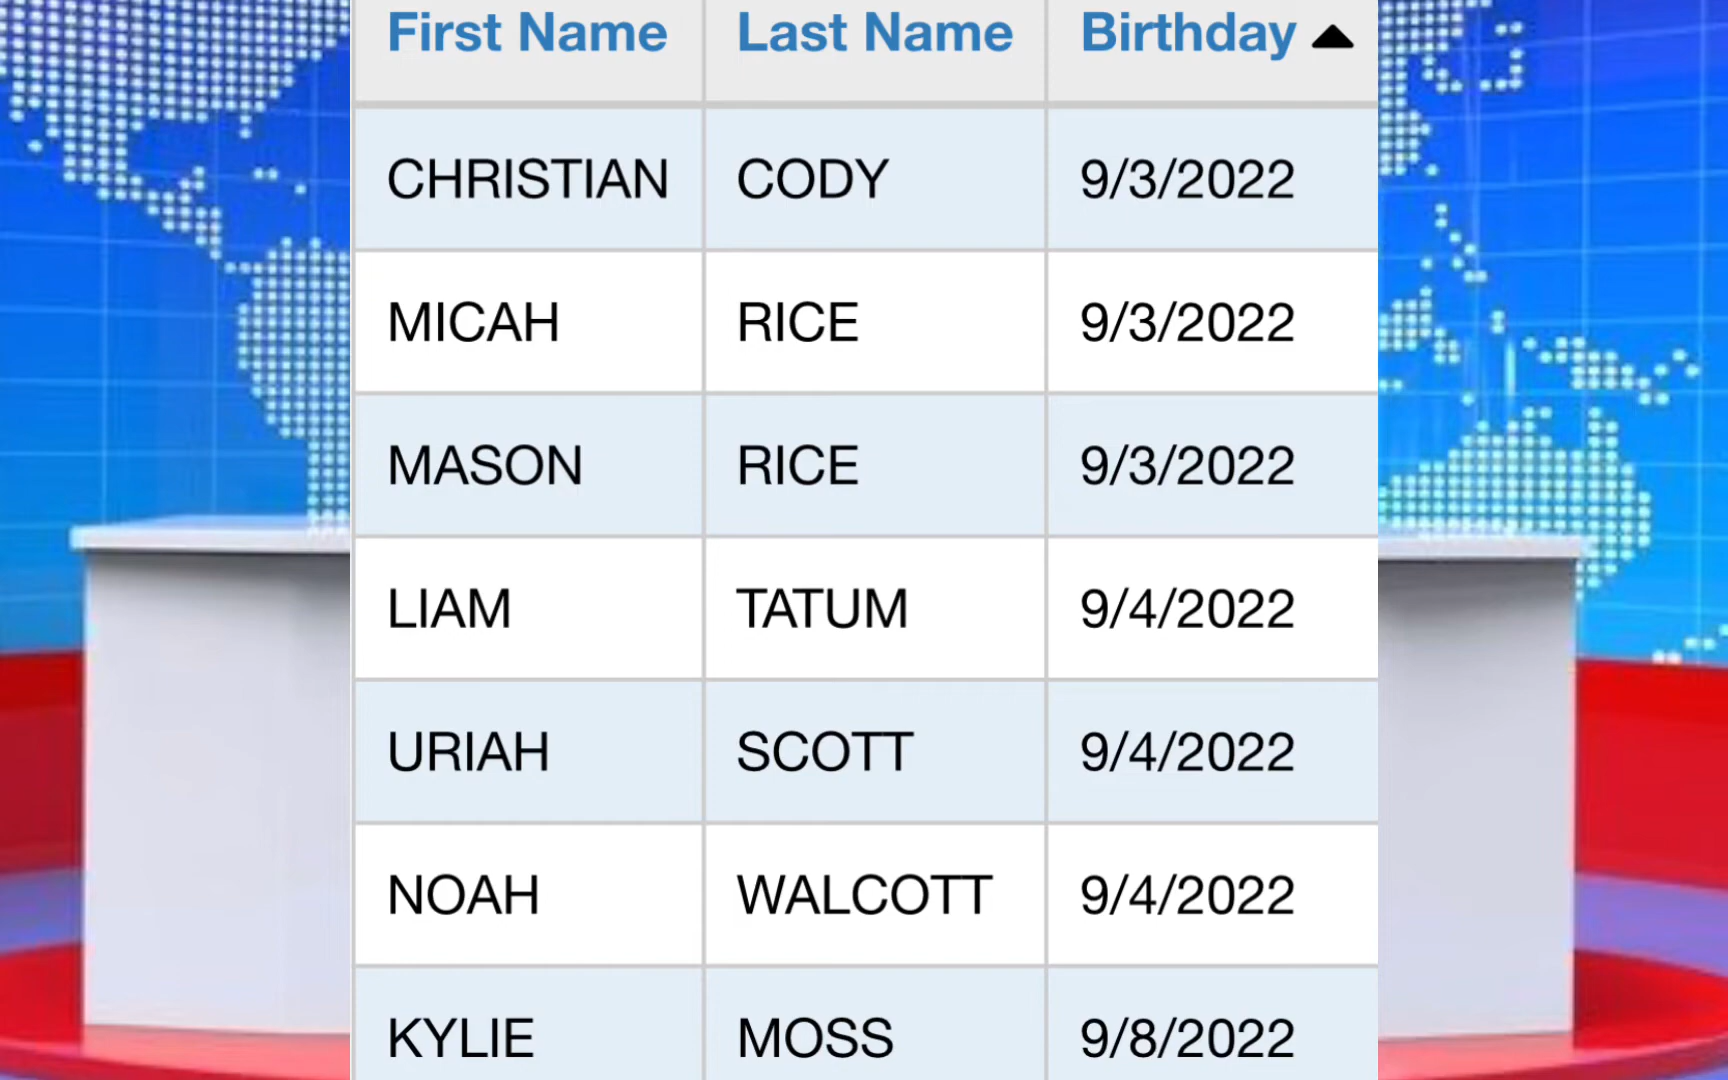 First Name Last Name Birthday
CHRISTIAN CODY 9/3/2022
MICAH RICE 9/3/2022
MASON RICE 9/3/2022
LIAM TATUM 9/4/2022
URIAH SCOTT 9/4/2022
NOAH WALCOTT 9/4/2022
KYLIE MOSS 9/8/2022